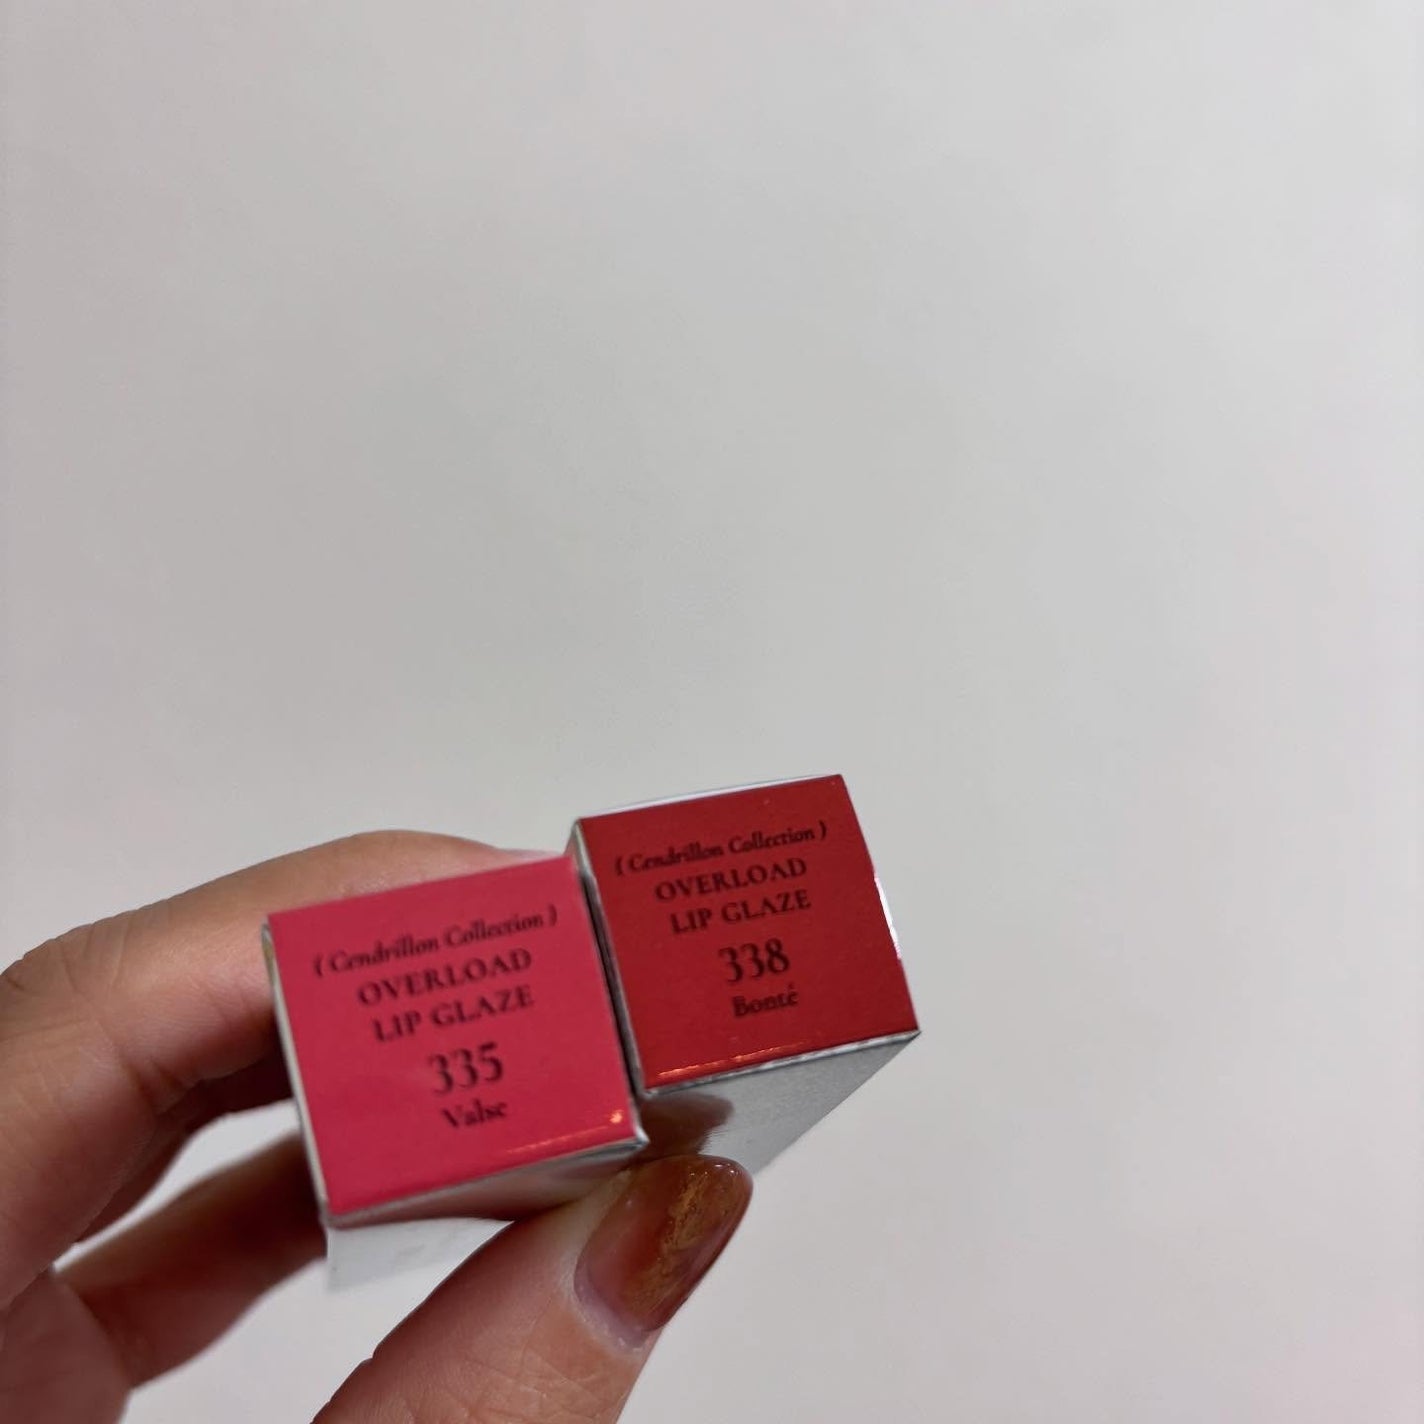 ( Cendrillon Collection )
OVERLOAD
LIP GLAZE
335
Valse
( Cendrillon Collection )
OVERLOAD
LIP GLAZE
338
Bonté